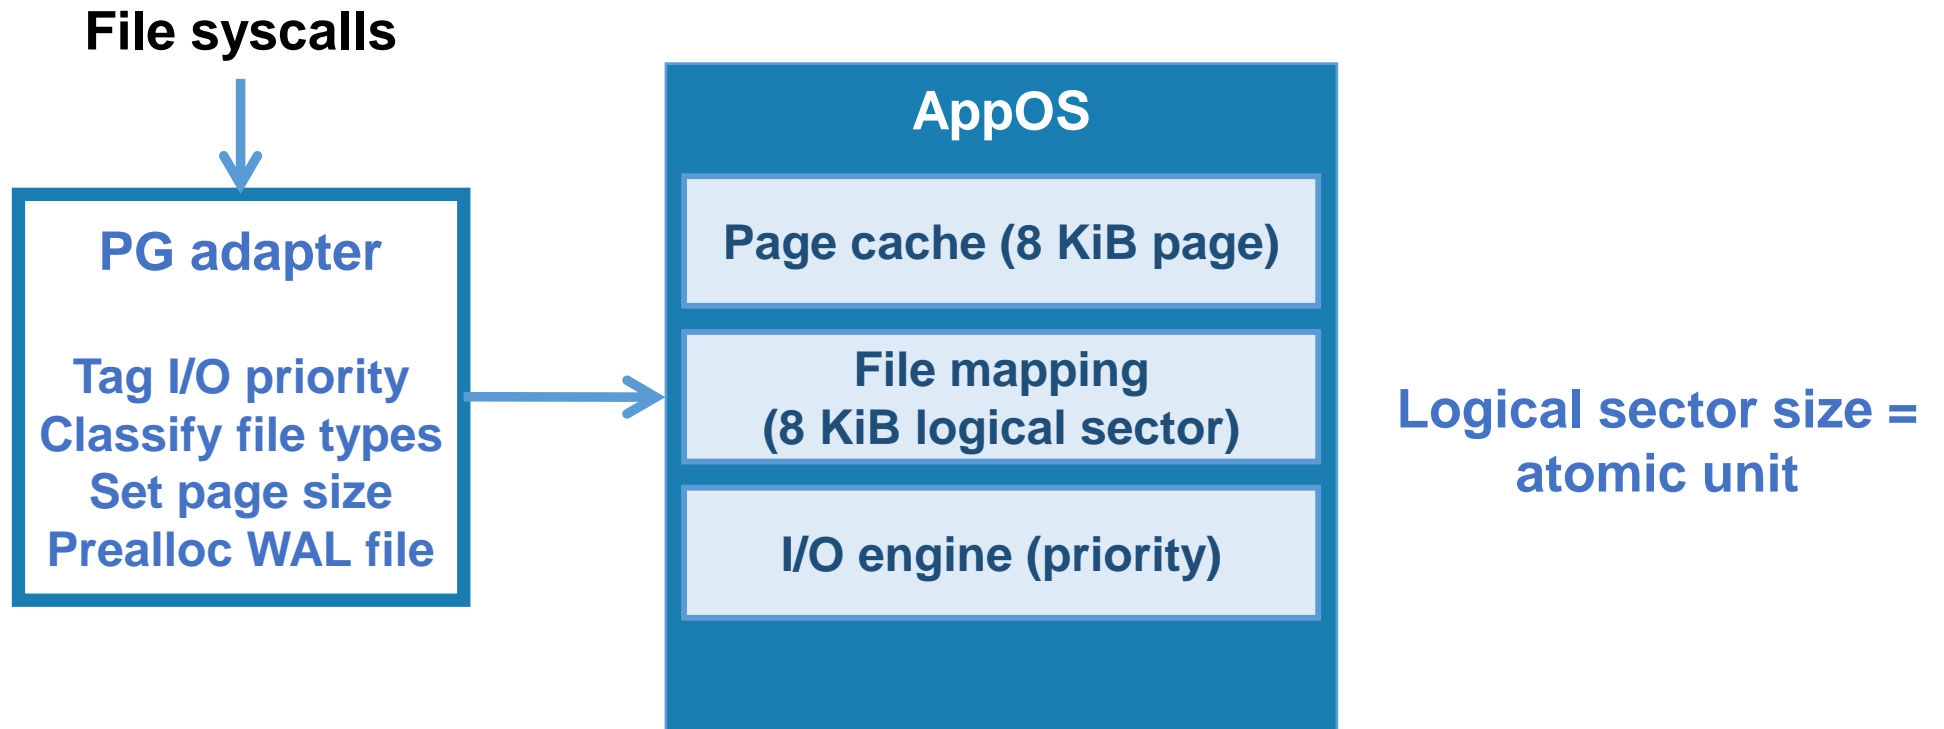 File syscalls
PG adapter
Tag I/O priority
Classify file types
Set page size
Prealloc WAL file
AppOS
Page cache (8 KiB page)
File mapping
(8 KiB logical sector)
I/O engine (priority)
Logical sector size =
atomic unit